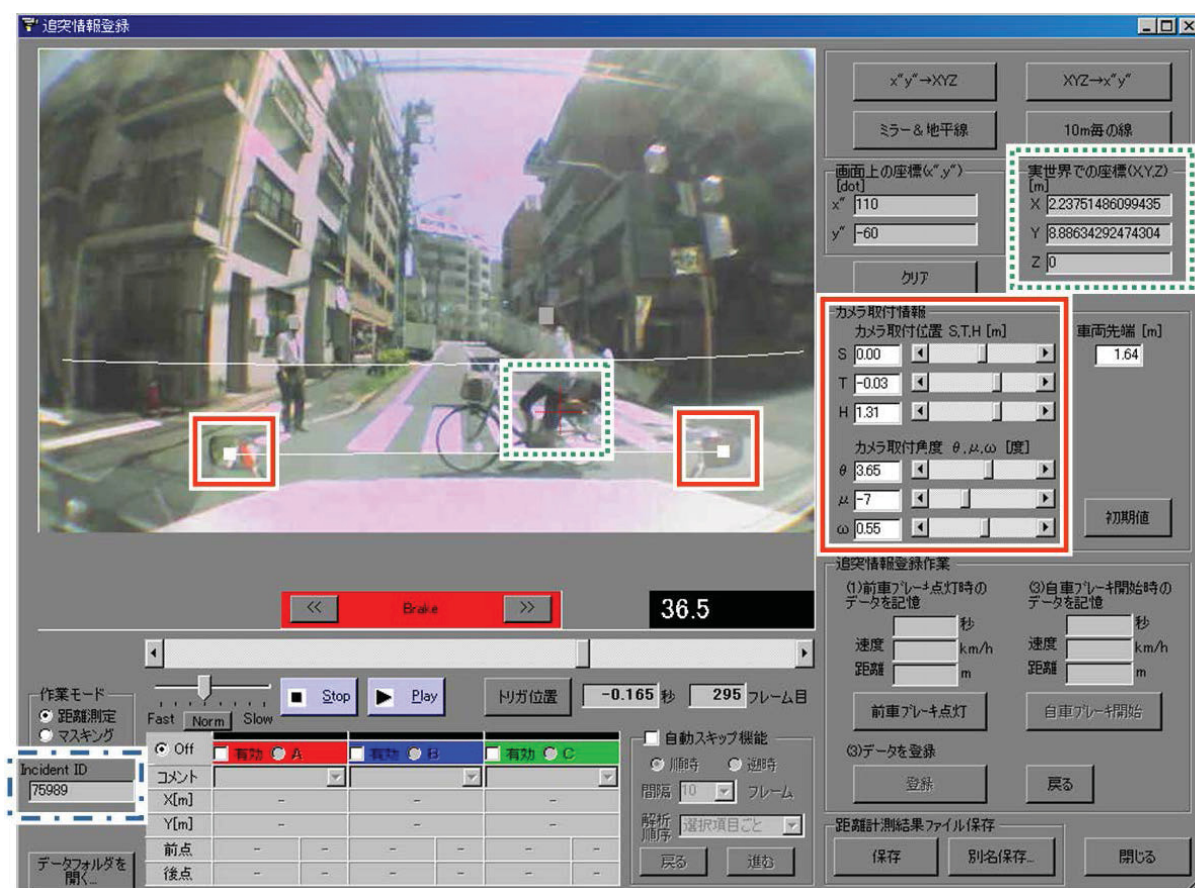 追突情報登録
x"y"→XYZ
XYZ→x"y"
ミラー＆地平線
10m毎の線
画面上の座標(x",y")
[dot]
x" 110
y" -60
実世界での座標(X,Y,Z)
[m]
X 2.23751486099435
Y 8.88634292474304
Z 0
クリア
カメラ取付情報
カメラ取付位置 S,T,H [m]
S 0.00
T -0.03
H 1.31
カメラ取付角度 θ,μ,ω [度]
θ 3.65
μ -7
ω 0.55
車両先端 [m]
1.64
初期値
<< Brake >>
36.5
追突情報登録作業
(1)前車ブレーキ点灯時の
データを記憶
秒
速度 km/h
距離 m
前車ブレーキ点灯
(3)自車ブレーキ開始時の
データを記憶
秒
速度 km/h
距離 m
自車ブレーキ開始
(3)データを登録
登録
戻る
作業モード
距離測定
マスキング
Fast Norm Slow
Stop
Play
トリガ位置
-0.165 秒
295 フレーム目
Incident ID
75989
データフォルダを
開く...
Off 有効 A 有効 B 有効 C
コメント
X[m] - - -
Y[m] - - -
前点 - - - - - -
後点 - - - - - -
自動スキップ機能
順時 逆時
間隔 10 フレーム
解析
順序 選択項目ごと
戻る 進む
距離計測結果ファイル保存
保存
別名保存...
閉じる